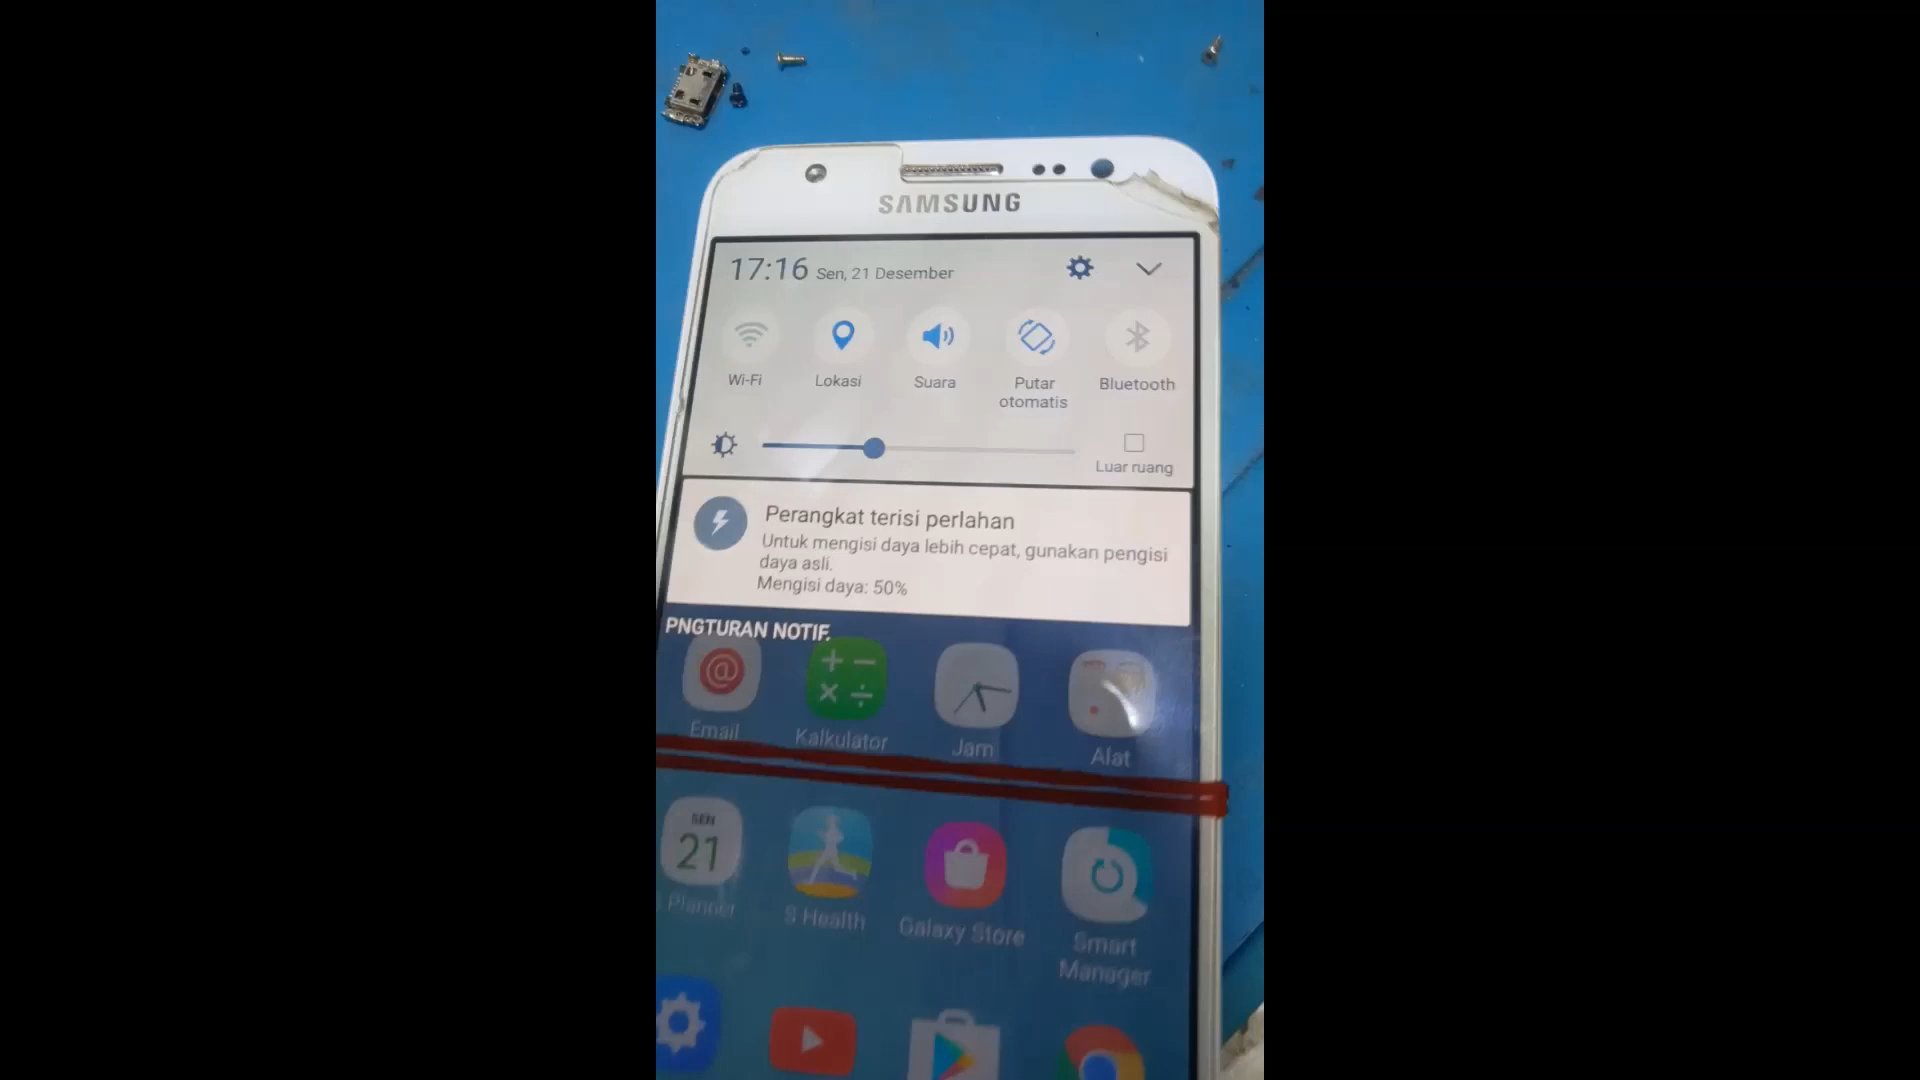 SAMSUNG
17:16 Sen, 21 Desember
Wi-Fi Lokasi Suara Putar otomatis Bluetooth
Luar ruang
Perangkat terisi perlahan
Untuk mengisi daya lebih cepat, gunakan pengisi
daya asli.
Mengisi daya: 50%
PNGTURAN NOTIF.
Email Kalkulator Jam Alat
SEN
21
S Planner S Health Galaxy Store Smart Manager